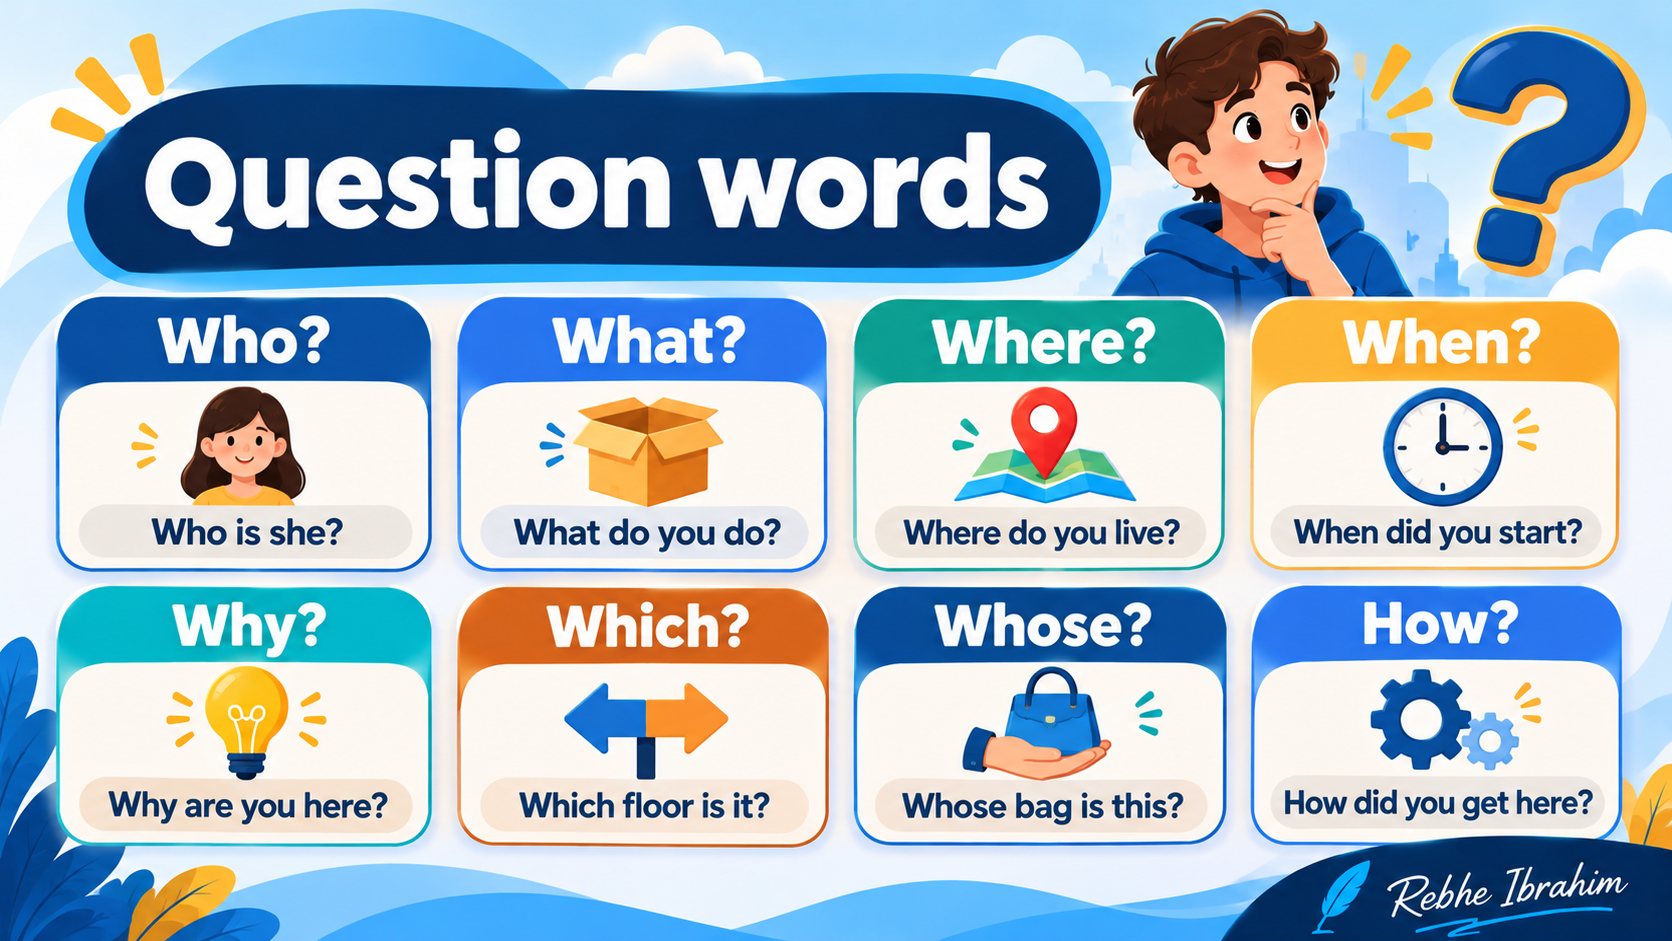 Question words
Who?
Who is she?
What?
What do you do?
Where?
Where do you live?
When?
When did you start?
Why?
Why are you here?
Which?
Which floor is it?
Whose?
Whose bag is this?
How?
How did you get here?
Rebhe Ibrahim